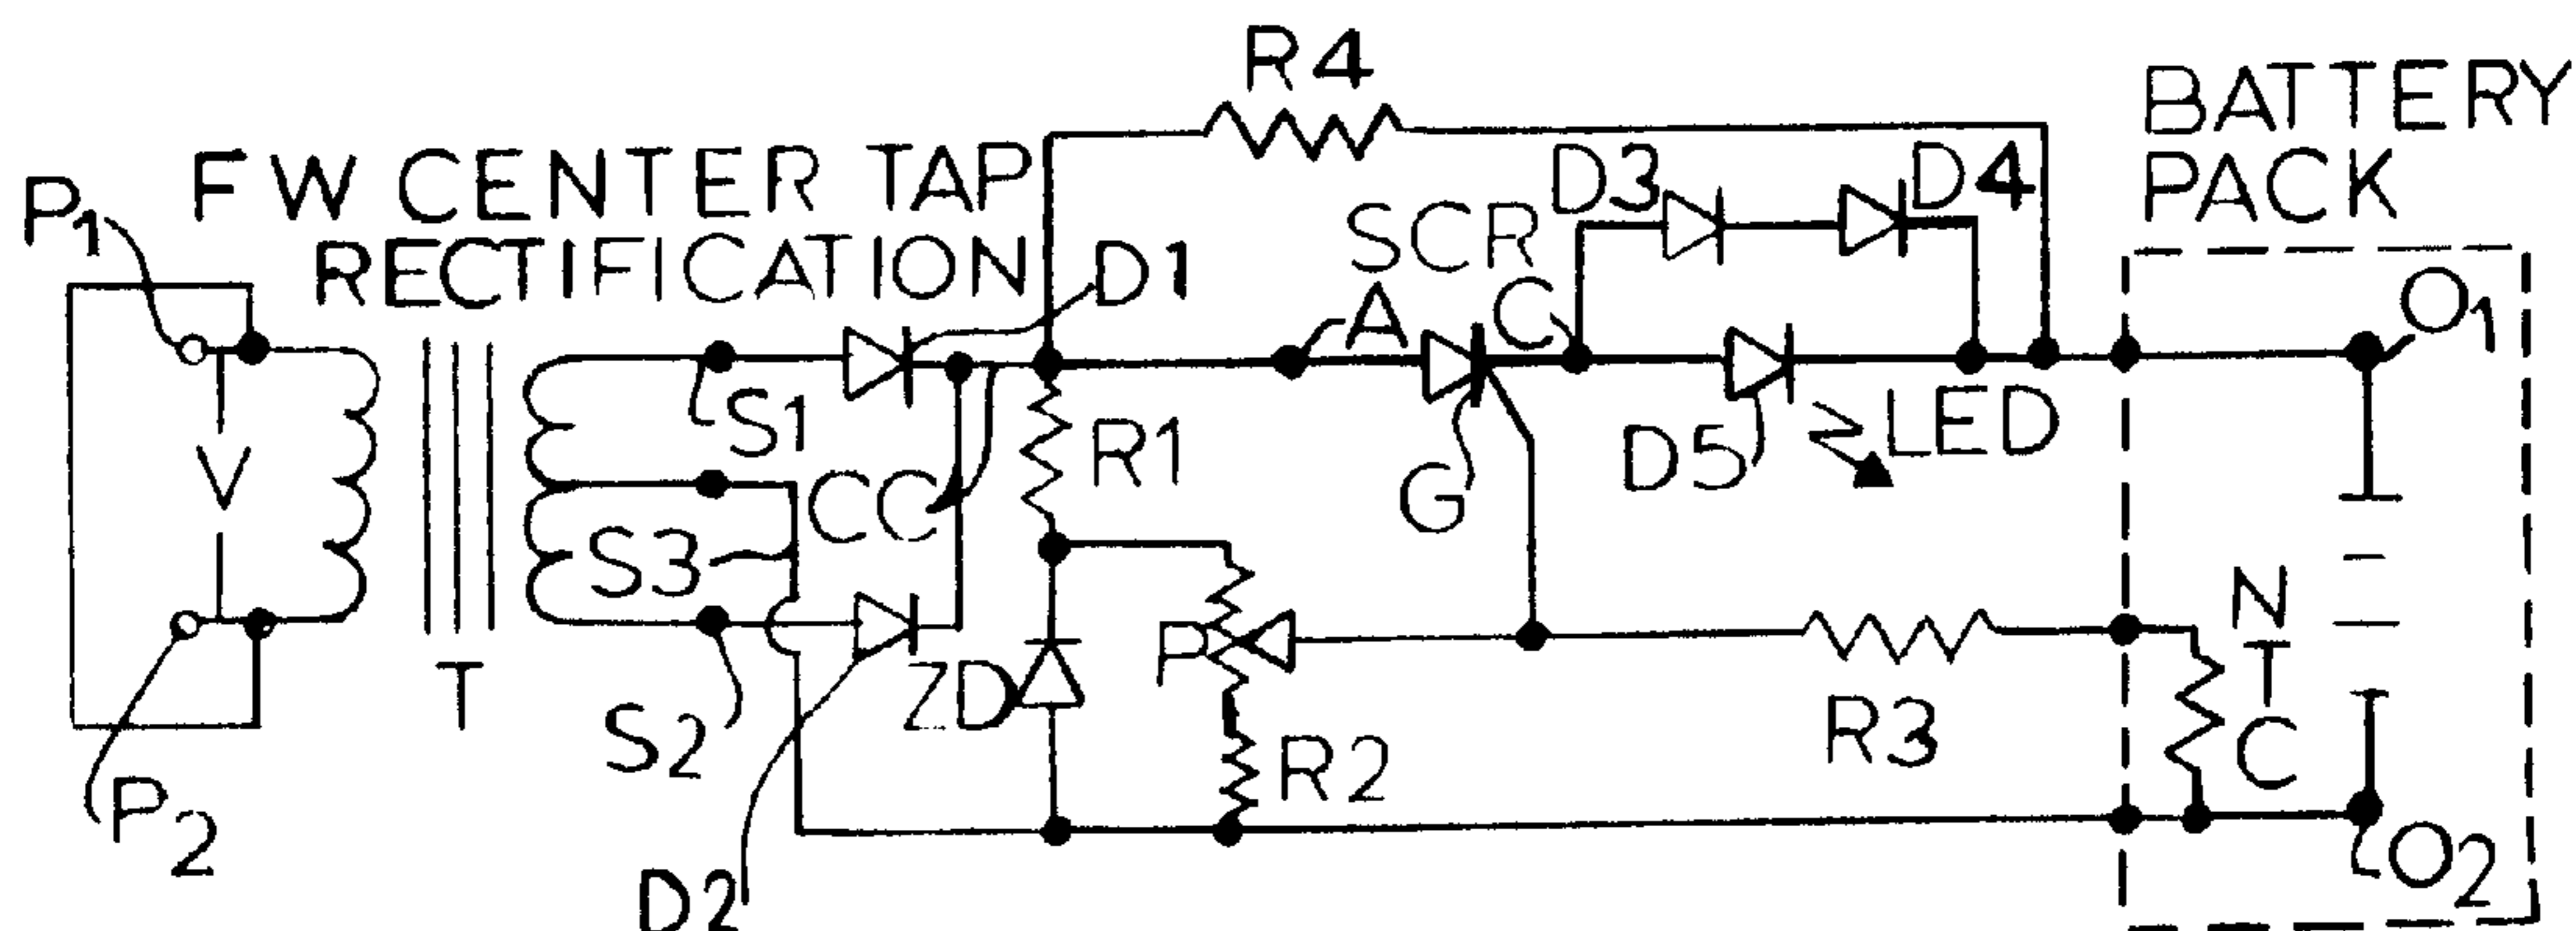 R4
BATTERY
PACK
FW CENTER TAP
RECTIFICATION
P1
D3
D4
SCR
D1
A
C
O1
S1
R1
LED
D5
G
V
CC
S3
N
T
C
P
ZD
T
S2
R2
R3
P2
D2
O2